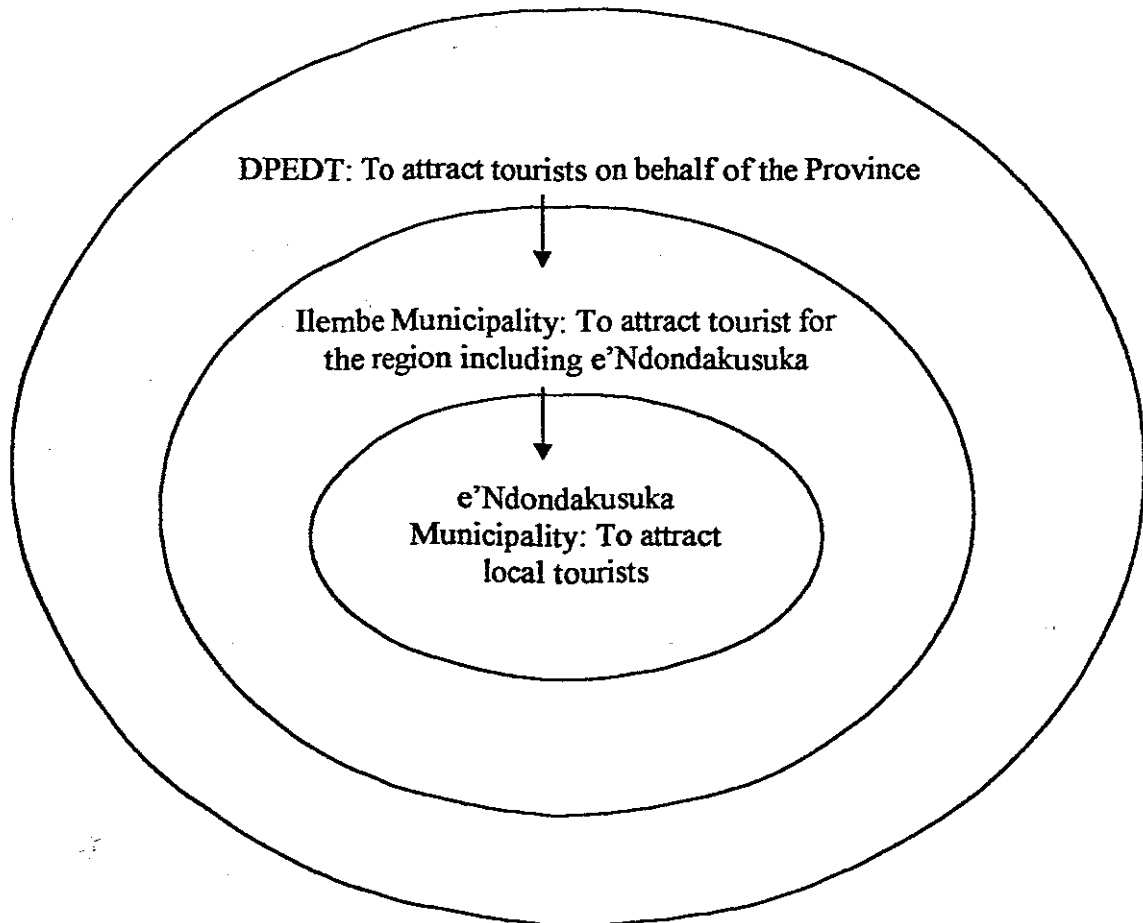 DPEDT: To attract tourists on behalf of the Province
Ilembe Municipality: To attract tourist for
the region including e'Ndondakusuka
e'Ndondakusuka
Municipality: To attract
local tourists